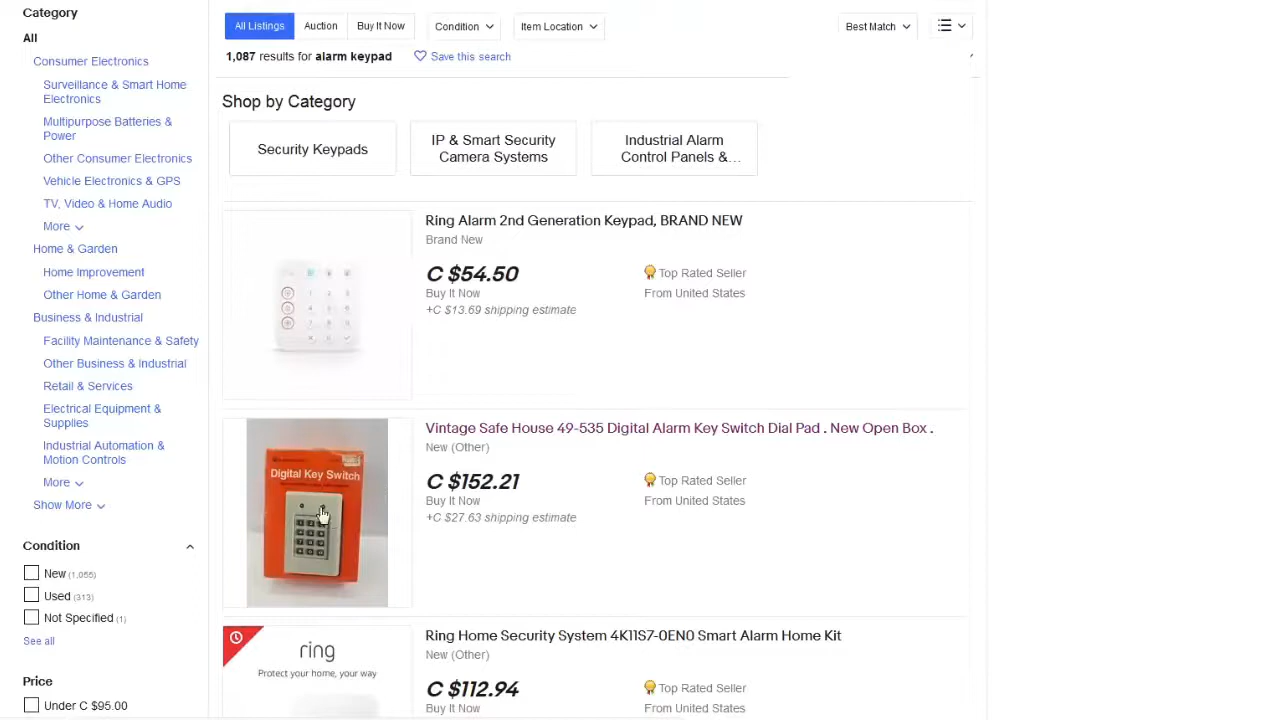 Category
All
Consumer Electronics
Surveillance & Smart Home
Electronics
Multipurpose Batteries &
Power
Other Consumer Electronics
Vehicle Electronics & GPS
TV, Video & Home Audio
More
Home & Garden
Home Improvement
Other Home & Garden
Business & Industrial
Facility Maintenance & Safety
Other Business & Industrial
Retail & Services
Electrical Equipment &
Supplies
Industrial Automation &
Motion Controls
More
Show More
Condition
New (1,055)
Used (313)
Not Specified (1)
See all
Price
Under C $95.00
All Listings Auction Buy It Now Condition Item Location Best Match
1,087 results for alarm keypad Save this search
Shop by Category
Security Keypads
IP & Smart Security
Camera Systems
Industrial Alarm
Control Panels &...
Ring Alarm 2nd Generation Keypad, BRAND NEW
Brand New
C $54.50
Buy It Now
+C $13.69 shipping estimate
Top Rated Seller
From United States
Digital Key Switch
Vintage Safe House 49-535 Digital Alarm Key Switch Dial Pad . New Open Box .
New (Other)
C $152.21
Buy It Now
+C $27.63 shipping estimate
Top Rated Seller
From United States
ring
Protect your home, your way
Ring Home Security System 4K11S7-0EN0 Smart Alarm Home Kit
New (Other)
C $112.94
Buy It Now
Top Rated Seller
From United States